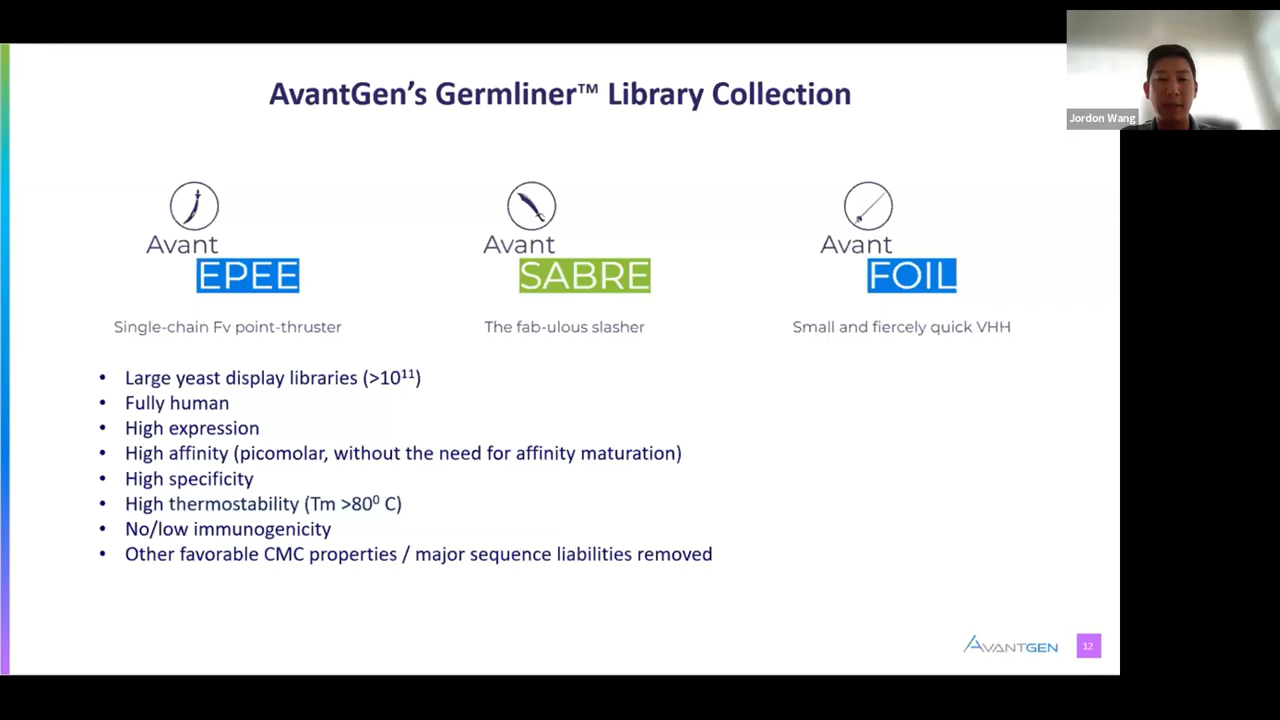 AvantGen's Germliner™ Library Collection
Jordon Wang
Avant
EPEE
Single-chain Fv point-thruster
Avant
SABRE
The fab-ulous slasher
Avant
FOIL
Small and fiercely quick VHH
• Large yeast display libraries (>10¹¹)
• Fully human
• High expression
• High affinity (picomolar, without the need for affinity maturation)
• High specificity
• High thermostability (Tm >80⁰ C)
• No/low immunogenicity
• Other favorable CMC properties / major sequence liabilities removed
AVANTGEN
12